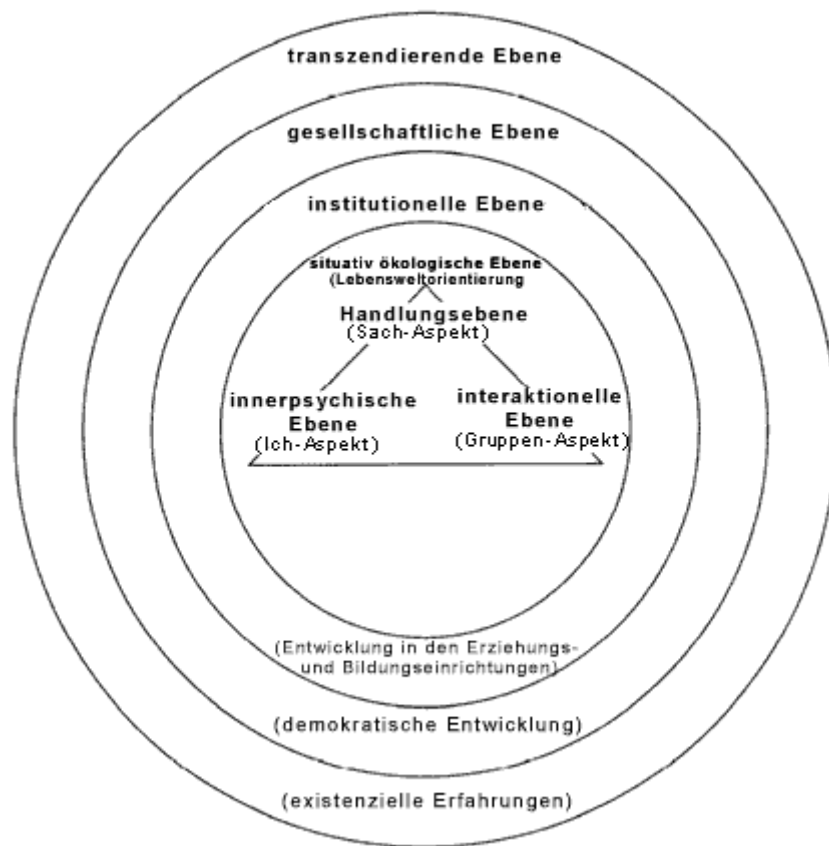 transzendierende Ebene
gesellschaftliche Ebene
institutionelle Ebene
situativ ökologische Ebene
(Lebensweltorientierung
Handlungsebene
(Sach-Aspekt)
innerpsychische
Ebene
(Ich-Aspekt)
interaktionelle
Ebene
(Gruppen-Aspekt)
(Entwicklung in den Erziehungs-
und Bildungseinrichtungen)
(demokratische Entwicklung)
(existenzielle Erfahrungen)